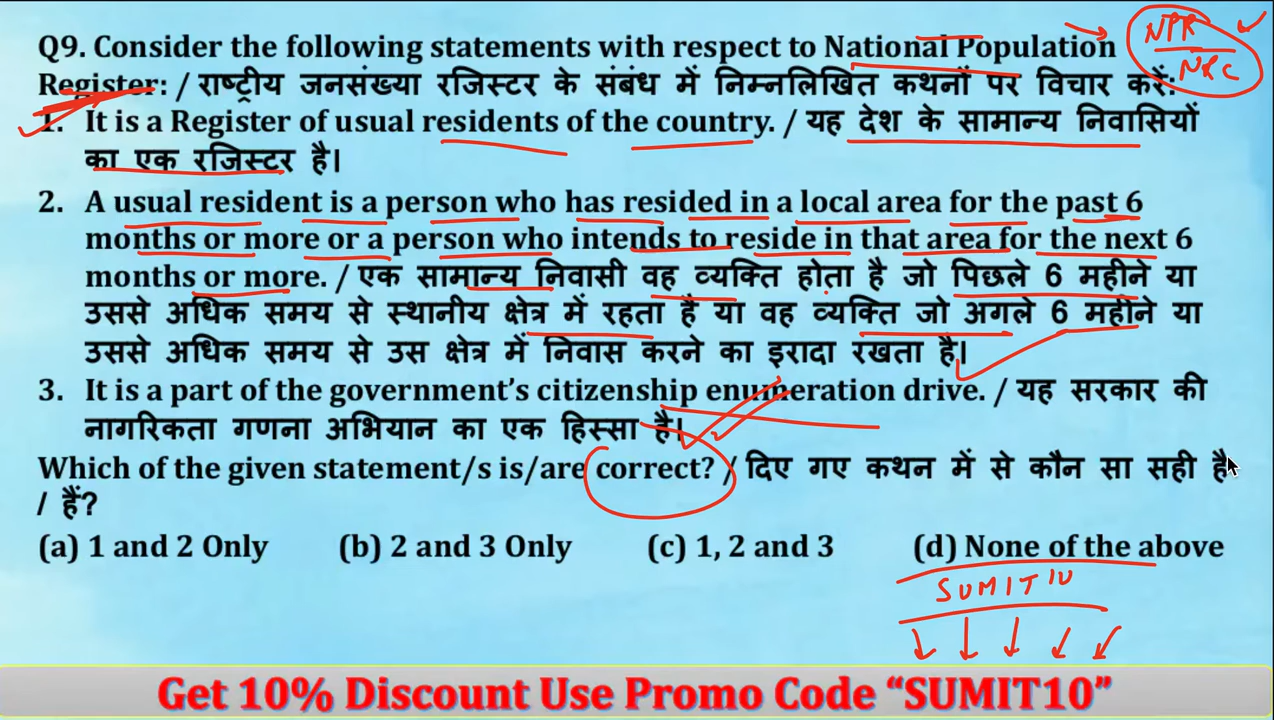 Q9. Consider the following statements with respect to National Population
NPR
NRC
Register: / राष्ट्रीय जनसंख्या रजिस्टर के संबंध में निम्नलिखित कथनों पर विचार करें:
1. It is a Register of usual residents of the country. / यह देश के सामान्य निवासियों
का एक रजिस्टर है।
2. A usual resident is a person who has resided in a local area for the past 6
months or more or a person who intends to reside in that area for the next 6
months or more. / एक सामान्य निवासी वह व्यक्ति होता है जो पिछले 6 महीने या
उससे अधिक समय से स्थानीय क्षेत्र में रहता है या वह व्यक्ति जो अगले 6 महीने या
उससे अधिक समय से उस क्षेत्र में निवास करने का इरादा रखता है।
3. It is a part of the government’s citizenship enumeration drive. / यह सरकार की
नागरिकता गणना अभियान का एक हिस्सा है।
Which of the given statement/s is/are correct? / दिए गए कथन में से कौन सा सही है
/ हैं?
(a) 1 and 2 Only (b) 2 and 3 Only (c) 1, 2 and 3 (d) None of the above
SUMIT10
Get 10% Discount Use Promo Code “SUMIT10”